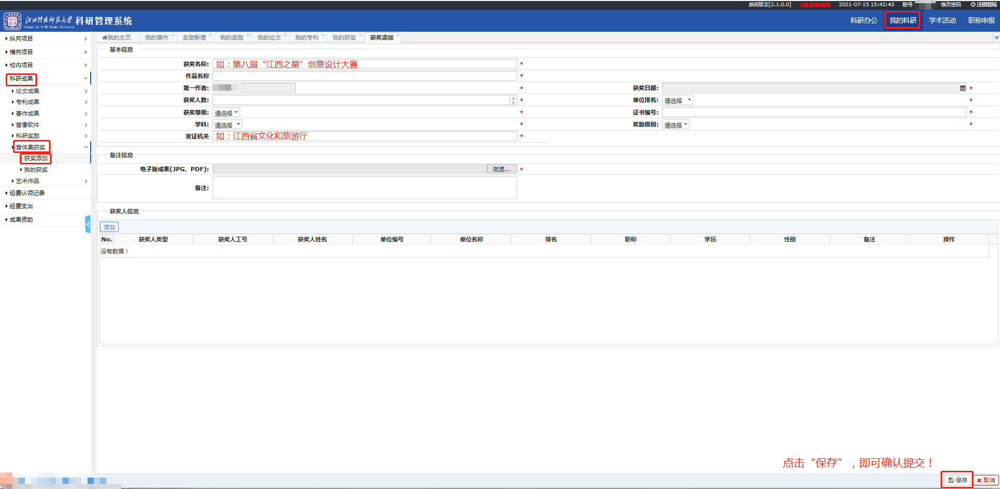 系统版本[2.1.0.0] 2条系统通知 2021-07-15 15:42:43 账号 修改密码 注销登陆
江西科技师范大学 科研管理系统 科研办公 我的科研 学术活动 职称申报
Jiangxi Sci & TEC Normal University
纵向项目
横向项目
校内项目
科研成果
论文成果
专利成果
著作成果
音像软件
科研奖励
音体美获奖
获奖添加
我的获奖
艺术作品
经费认领记录
经费支出
成果资助
我的主页 我的著作 奖励新增 我的奖励 我的论文 我的专利 我的获奖 获奖添加
基本信息
获奖名称: 如：第八届“江西之星”创意设计大赛 *
作品名称 *
第一作者: * 获奖日期: *
获奖人数: * 单位排名: 请选择 *
获奖等级: 请选择 * 证书编号: *
学科: 请选择 * 奖励级别: 请选择 *
发证机关 如：江西省文化和旅游厅 *
备注信息
电子版成果(JPG、PDF): 浏览... *
备注:
获奖人信息
添加
No. 获奖人类型 获奖人工号 获奖人姓名 单位编号 单位名称 排名 职称 学历 性别 备注 操作
没有数据！
点击“保存”，即可确认提交！
保存 取消